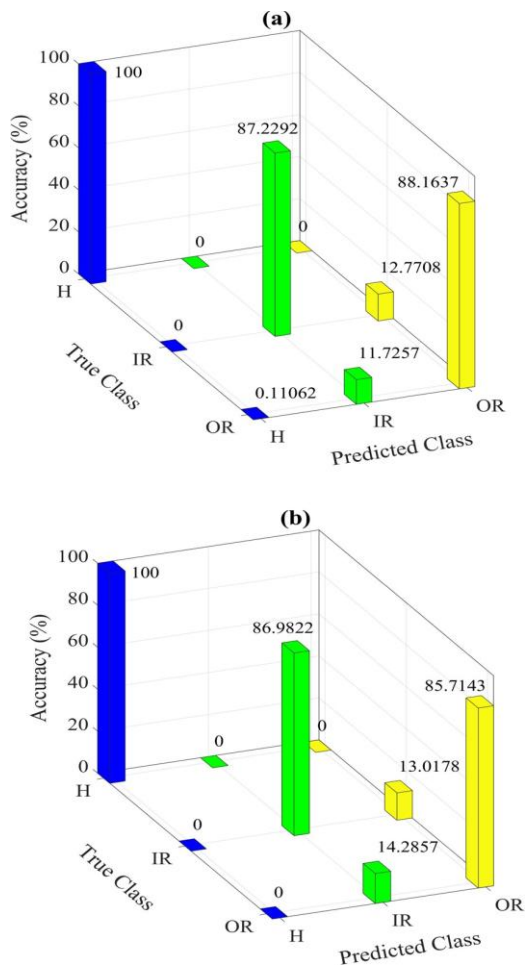 (a)
100
80
60
40
20
0
Accuracy (%)
100
87.2292
88.1637
0
0
12.7708
0
11.7257
0.11062
H
IR
OR
True Class
H
IR
OR
Predicted Class
(b)
100
80
60
40
20
0
Accuracy (%)
100
86.9822
85.7143
0
0
13.0178
0
14.2857
0
H
IR
OR
True Class
H
IR
OR
Predicted Class